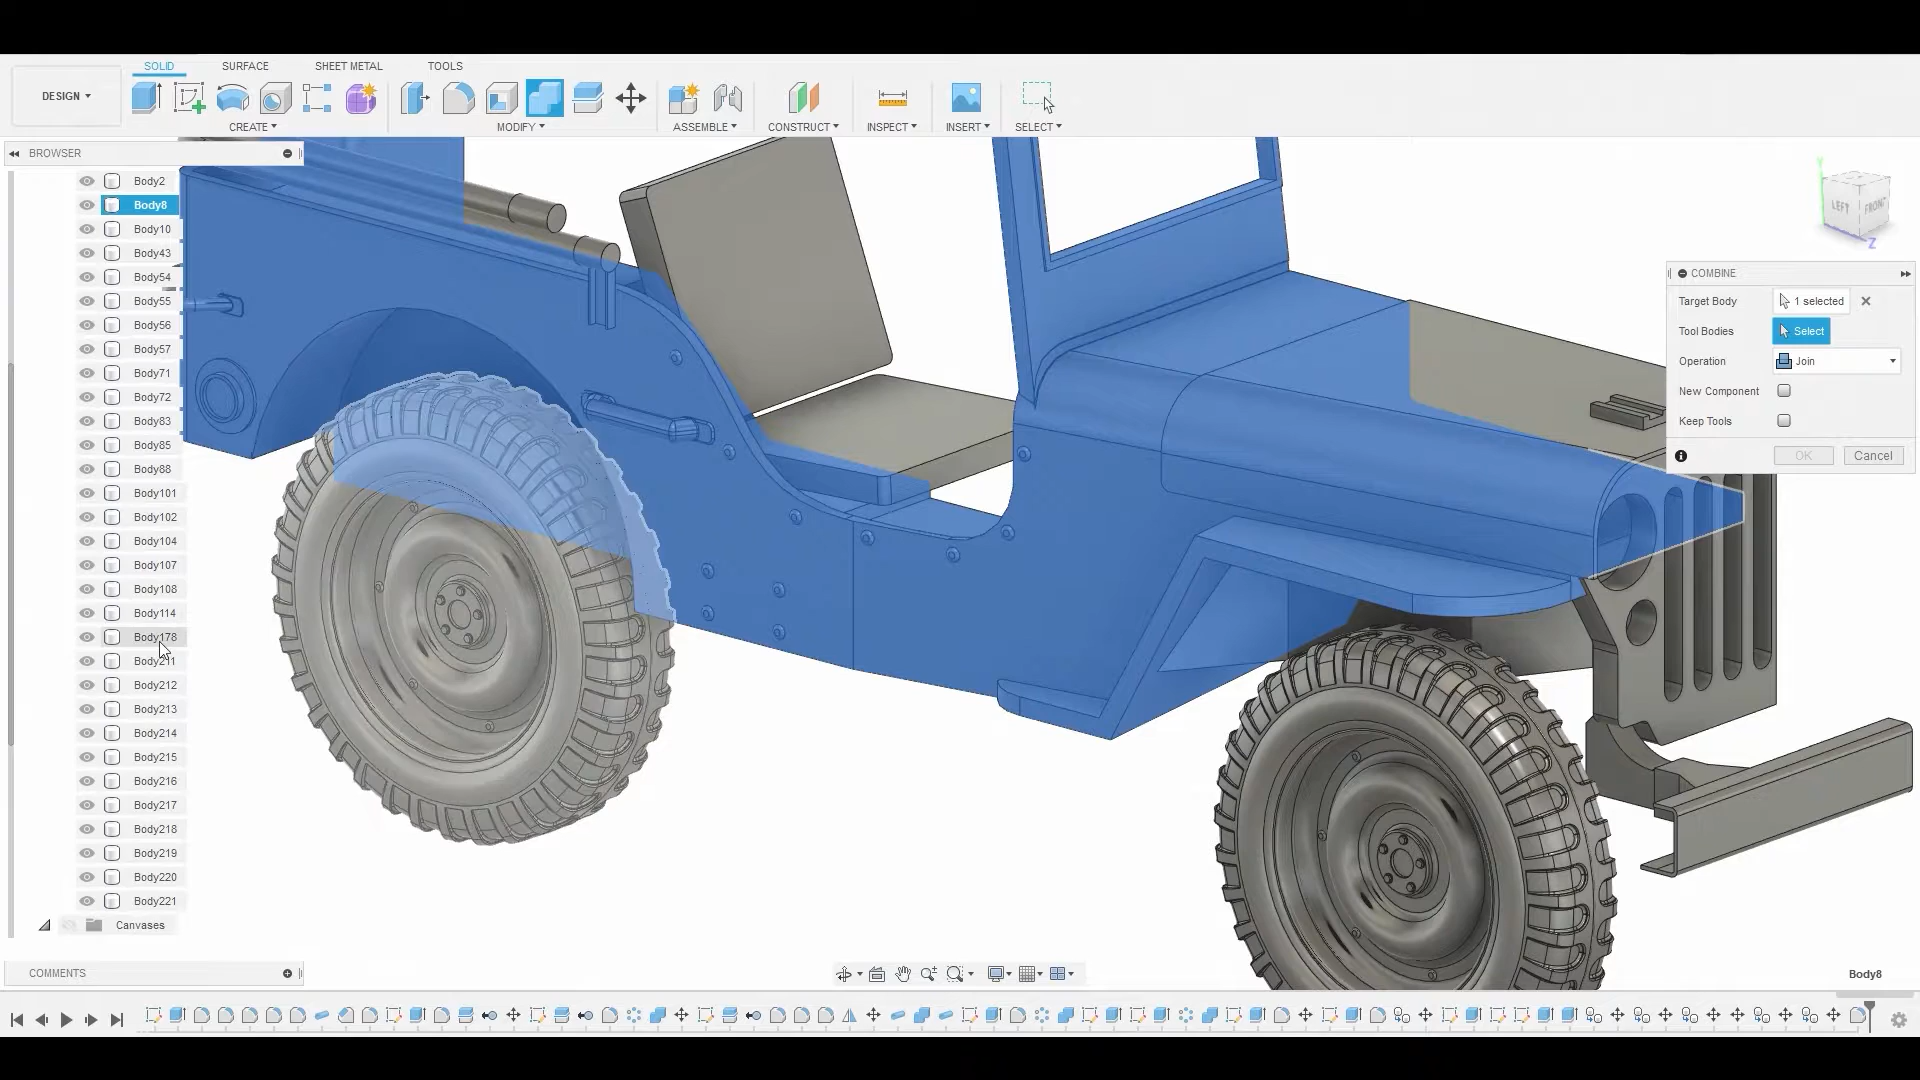 SOLID SURFACE SHEET METAL TOOLS
DESIGN
CREATE MODIFY ASSEMBLE CONSTRUCT INSPECT INSERT SELECT
BROWSER
Body2
Body8
Body10
Body43
Body54
Body55
Body56
Body57
Body71
Body72
Body83
Body85
Body88
Body101
Body102
Body104
Body107
Body108
Body114
Body178
Body211
Body212
Body213
Body214
Body215
Body216
Body217
Body218
Body219
Body220
Body221
Canvases
COMMENTS
Y
LEFT FRONT
Z
COMBINE
Target Body 1 selected
Tool Bodies Select
Operation Join
New Component
Keep Tools
OK Cancel
Body8